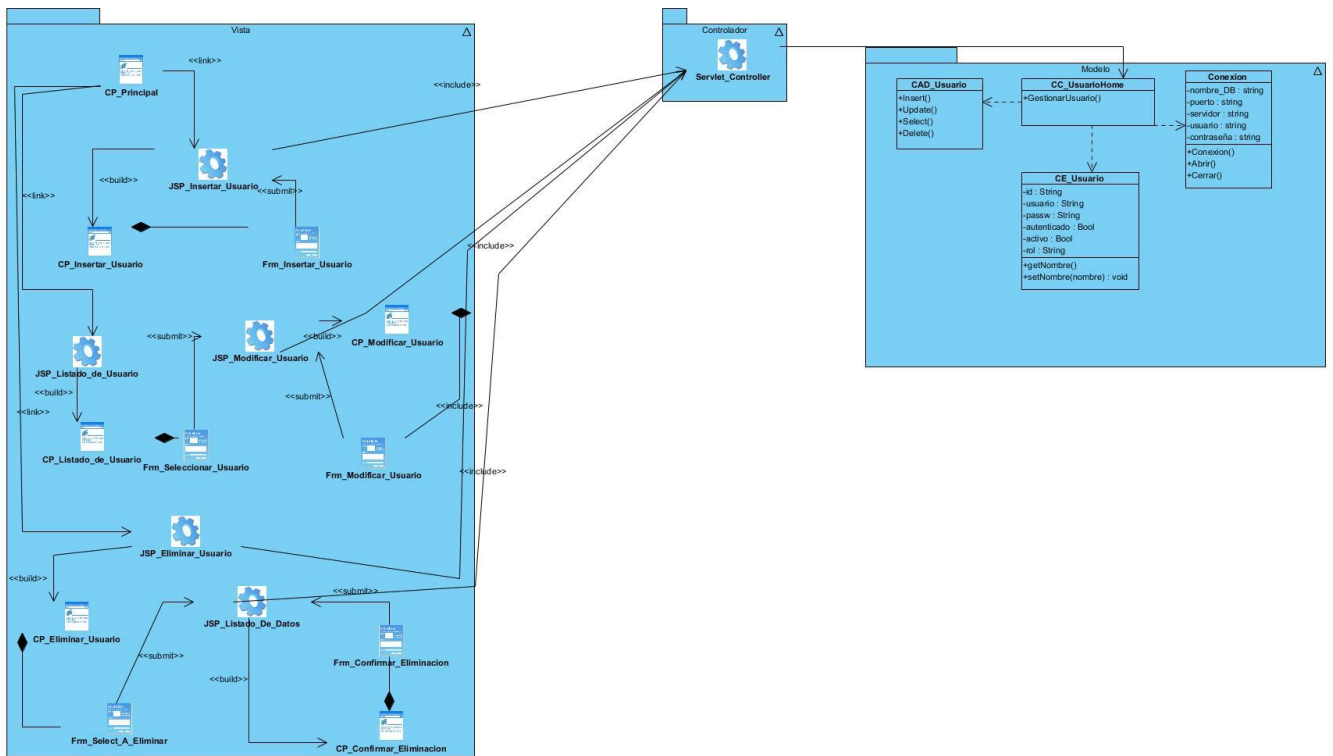 Vista
CP_Principal
<<link>>
<<include>>
JSP_Insertar_Usuario
<<build>>
<<submit>>
<<link>>
CP_Insertar_Usuario
Frm_Insertar_Usuario
<<include>>
JSP_Listado_de_Usuario
<<submit>>
JSP_Modificar_Usuario
<<build>>
CP_Modificar_Usuario
<<build>>
<<submit>>
<<link>>
<<include>>
CP_Listado_de_Usuario
Frm_Seleccionar_Usuario
Frm_Modificar_Usuario
<<include>>
JSP_Eliminar_Usuario
<<build>>
<<submit>>
CP_Eliminar_Usuario
JSP_Listado_De_Datos
<<submit>>
Frm_Confirmar_Eliminacion
<<build>>
Frm_Select_A_Eliminar
CP_Confirmar_Eliminacion
Controlador
Servlet_Controller
Modelo
CAD_Usuario
+Insert()
+Update()
+Select()
+Delete()
CC_UsuarioHome
+GestionarUsuario()
Conexion
-nombre_DB : string
-puerto : string
-servidor : string
-usuario : string
-contraseña : string
+Conexion()
+Abrir()
+Cerrar()
CE_Usuario
-id : String
-usuario : String
-passw : String
-autenticado : Bool
-activo : Bool
-rol : String
+getNombre()
+setNombre(nombre) : void